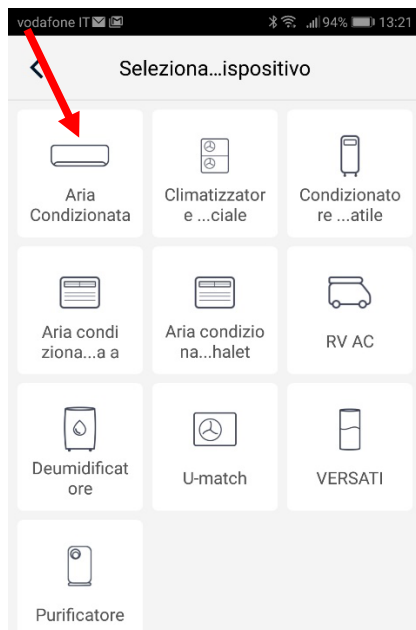 vodafone IT 94% 13:21
Seleziona...ispositivo
Aria
Condizionata
Climatizzator
e ...ciale
Condizionato
re ...atile
Aria condi
ziona...a a
Aria condizio
na...halet
RV AC
Deumidificat
ore
U-match
VERSATI
Purificatore